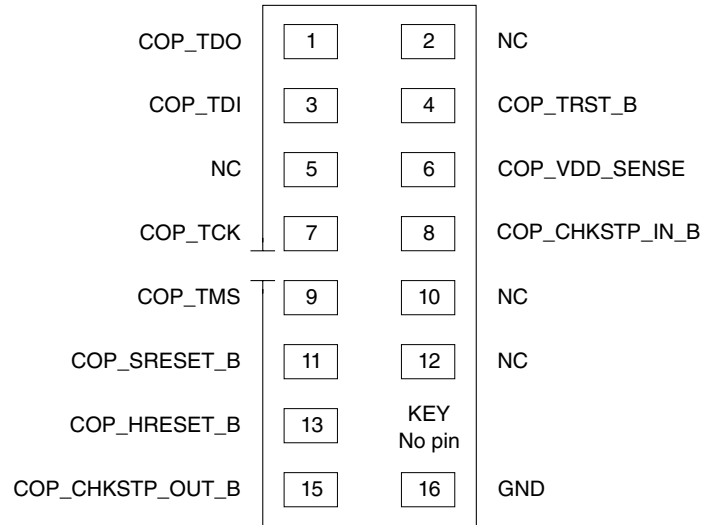 COP_TDO 1 2 NC
COP_TDI 3 4 COP_TRST_B
NC 5 6 COP_VDD_SENSE
COP_TCK 7 8 COP_CHKSTP_IN_B
COP_TMS 9 10 NC
COP_SRESET_B 11 12 NC
COP_HRESET_B 13 KEY
No pin
COP_CHKSTP_OUT_B 15 16 GND